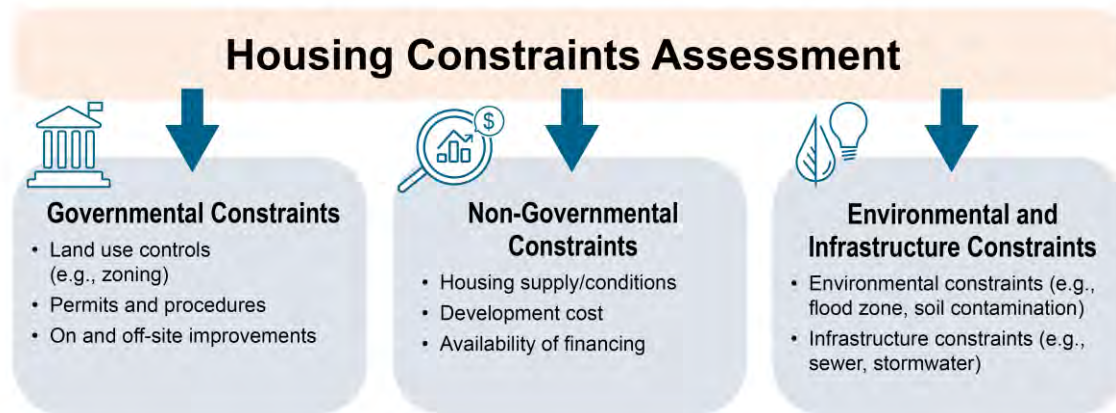 Housing Constraints Assessment
$
Governmental Constraints
• Land use controls
(e.g., zoning)
• Permits and procedures
• On and off-site improvements
Non-Governmental
Constraints
• Housing supply/conditions
• Development cost
• Availability of financing
Environmental and
Infrastructure Constraints
• Environmental constraints (e.g.,
flood zone, soil contamination)
• Infrastructure constraints (e.g.,
sewer, stormwater)